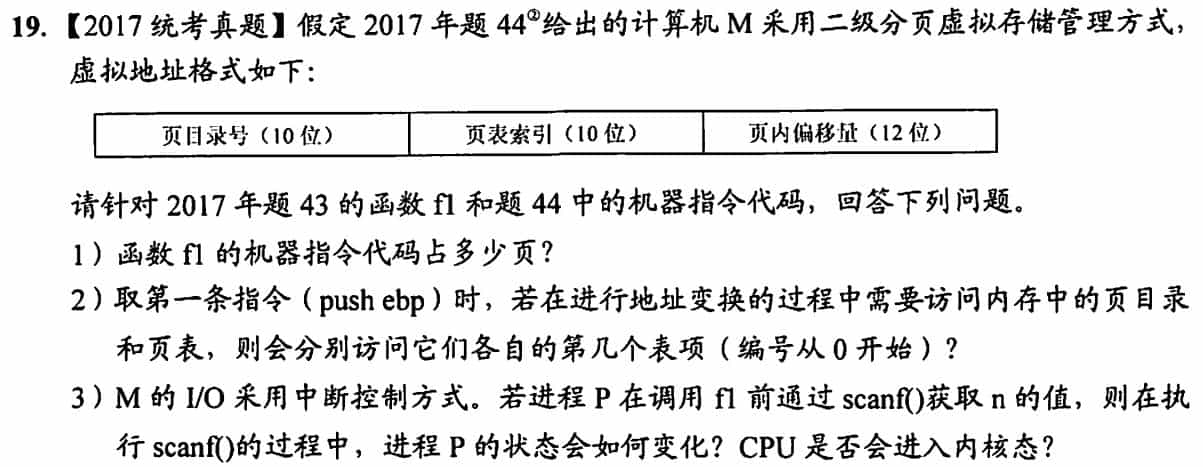 19. 【2017 统考真题】假定 2017 年题 44②给出的计算机 M 采用二级分页虚拟存储管理方式，
虚拟地址格式如下：
页目录号（10 位） 页表索引（10 位） 页内偏移量（12 位）
请针对 2017 年题 43 的函数 f1 和题 44 中的机器指令代码，回答下列问题。
1）函数 f1 的机器指令代码占多少页？
2）取第一条指令（push ebp）时，若在进行地址变换的过程中需要访问内存中的页目录
和页表，则会分别访问它们各自的第几个表项（编号从 0 开始）？
3）M 的 I/O 采用中断控制方式。若进程 P 在调用 f1 前通过 scanf()获取 n 的值，则在执
行 scanf()的过程中，进程 P 的状态会如何变化？CPU 是否会进入内核态？